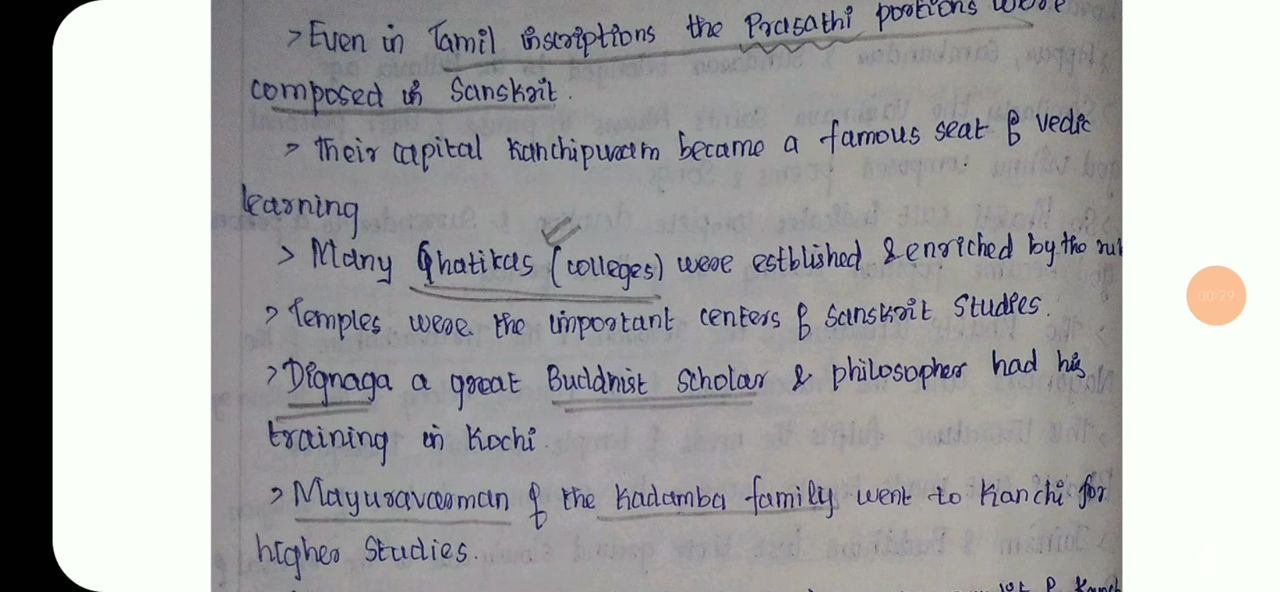 > Even in Tamil inscriptions the Prasathi portions were
composed in Sanskrit.
> Their capital Kanchipuram became a famous seat of vedic
learning
> Many Ghatikas (colleges) were estblished & enriched by the
> Temples were the important centers of Sanskrit Studies.
> Dignaga a great Buddhist scholar & philosopher had his
training in Kochi.
> Mayuravarman of the Kadamba family went to Kanchi for
higher Studies.
00:29